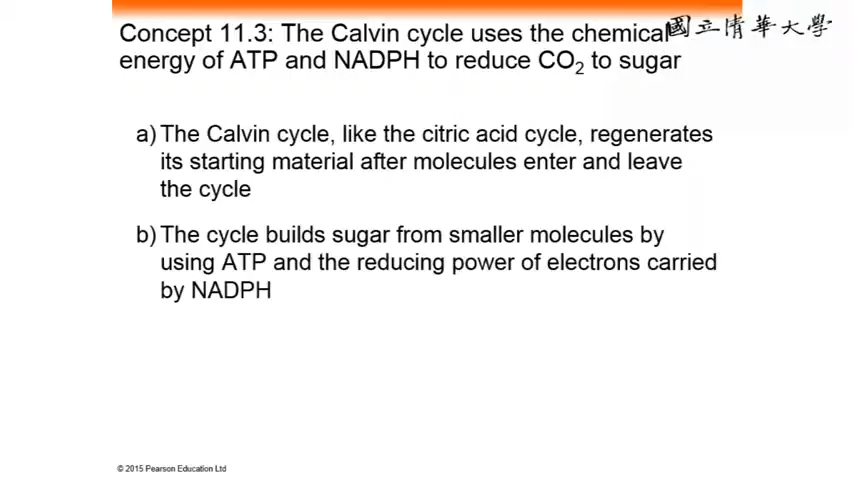 Concept 11.3: The Calvin cycle uses the chemical
國立清華大學
energy of ATP and NADPH to reduce CO₂ to sugar
a) The Calvin cycle, like the citric acid cycle, regenerates
its starting material after molecules enter and leave
the cycle
b) The cycle builds sugar from smaller molecules by
using ATP and the reducing power of electrons carried
by NADPH
© 2015 Pearson Education Ltd